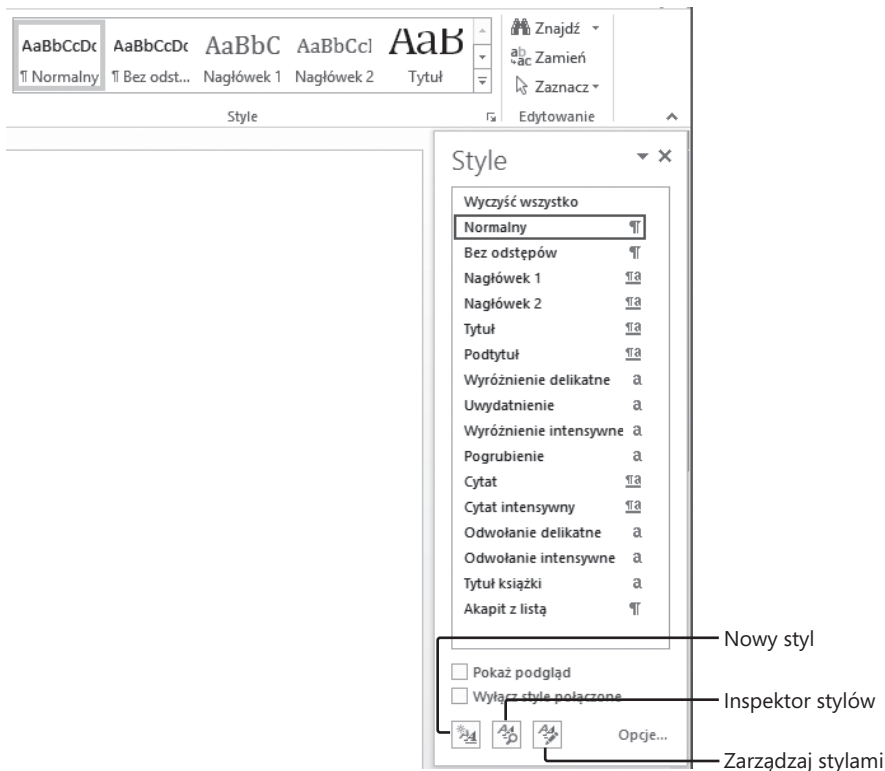 AaBbCcDc AaBbCcDc AaBbC AaBbCcI AaB
¶ Normalny ¶ Bez odst... Nagłówek 1 Nagłówek 2 Tytuł
Style
Znajdź
Zamień
Zaznacz
Edytowanie
Style
Wyczyść wszystko
Normalny ¶
Bez odstępów ¶
Nagłówek 1 ¶a
Nagłówek 2 ¶a
Tytuł ¶a
Podtytuł ¶a
Wyróżnienie delikatne a
Uwydatnienie a
Wyróżnienie intensywne a
Pogrubienie a
Cytat ¶a
Cytat intensywny ¶a
Odwołanie delikatne a
Odwołanie intensywne a
Tytuł książki a
Akapit z listą ¶
Pokaż podgląd
Wyłącz style połączone
Opcje...
Nowy styl
Inspektor stylów
Zarządzaj stylami